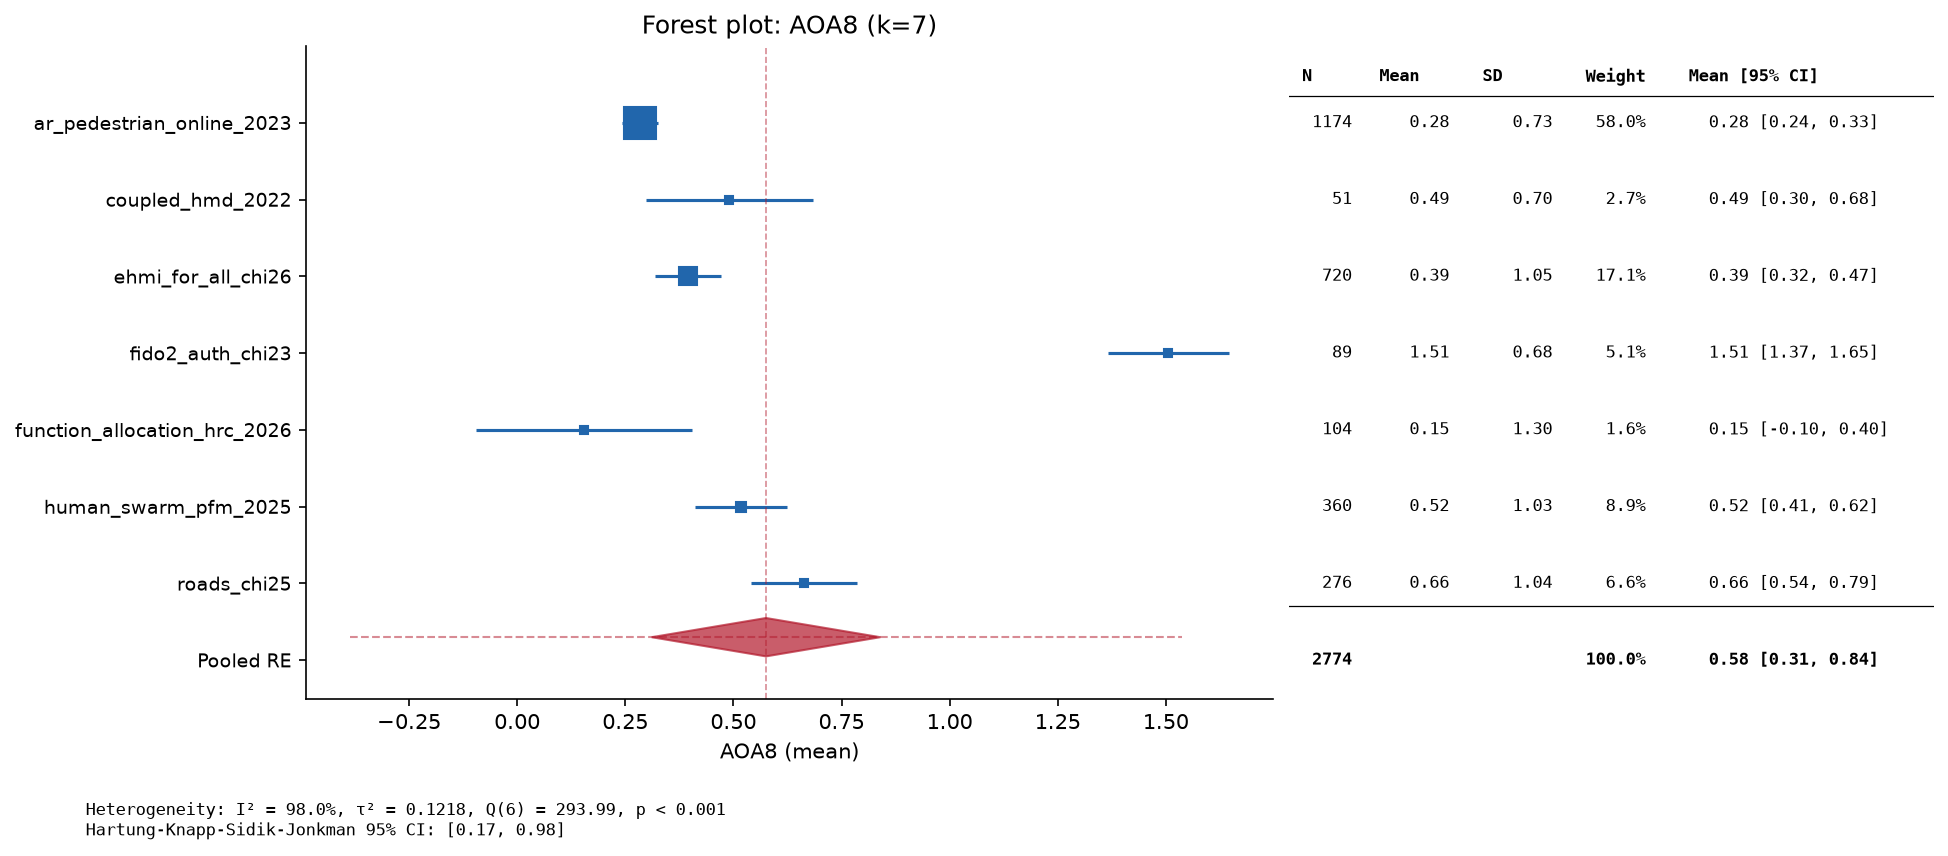 Forest plot: AOA8 (k=7)
N Mean SD Weight Mean [95% CI]
ar_pedestrian_online_2023 1174 0.28 0.73 58.0% 0.28 [0.24, 0.33]
coupled_hmd_2022 51 0.49 0.70 2.7% 0.49 [0.30, 0.68]
ehmi_for_all_chi26 720 0.39 1.05 17.1% 0.39 [0.32, 0.47]
fido2_auth_chi23 89 1.51 0.68 5.1% 1.51 [1.37, 1.65]
function_allocation_hrc_2026 104 0.15 1.30 1.6% 0.15 [-0.10, 0.40]
human_swarm_pfm_2025 360 0.52 1.03 8.9% 0.52 [0.41, 0.62]
roads_chi25 276 0.66 1.04 6.6% 0.66 [0.54, 0.79]
Pooled RE 2774 100.0% 0.58 [0.31, 0.84]
−0.25 0.00 0.25 0.50 0.75 1.00 1.25 1.50
AOA8 (mean)
Heterogeneity: I² = 98.0%, τ² = 0.1218, Q(6) = 293.99, p < 0.001
Hartung-Knapp-Sidik-Jonkman 95% CI: [0.17, 0.98]